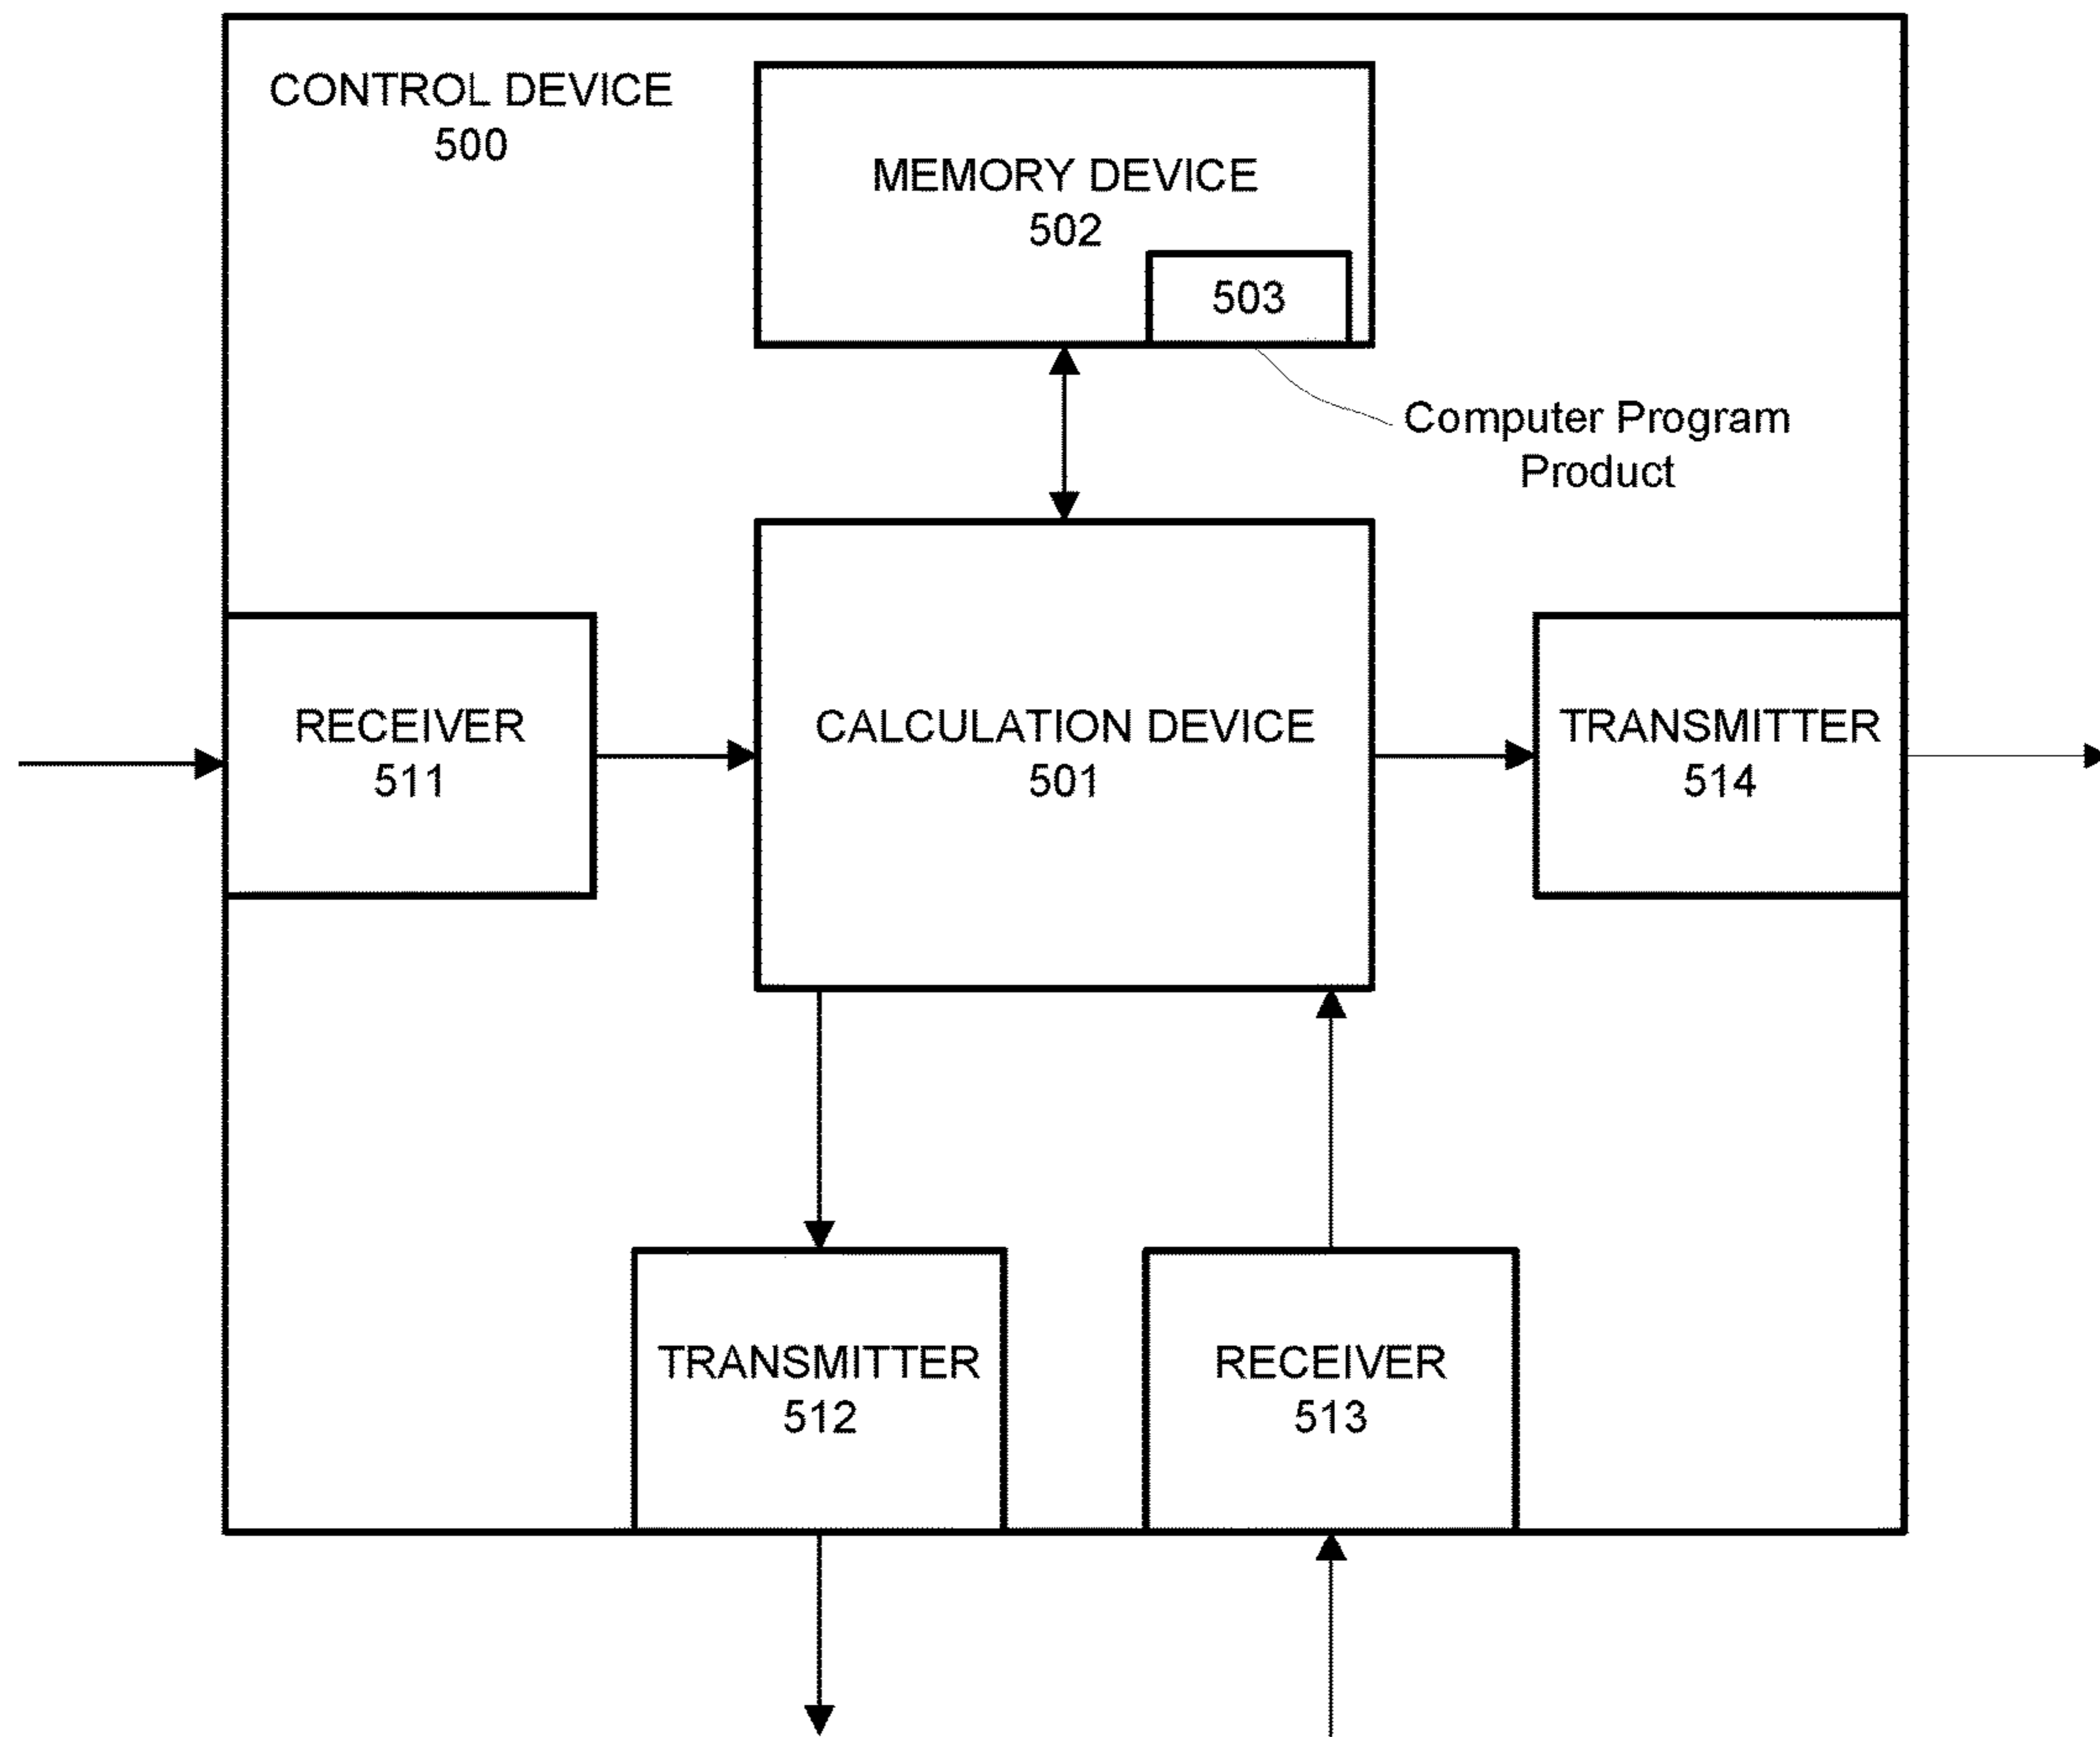 CONTROL DEVICE
500
MEMORY DEVICE
502
503
Computer Program
Product
RECEIVER
511
CALCULATION DEVICE
501
TRANSMITTER
514
TRANSMITTER
512
RECEIVER
513